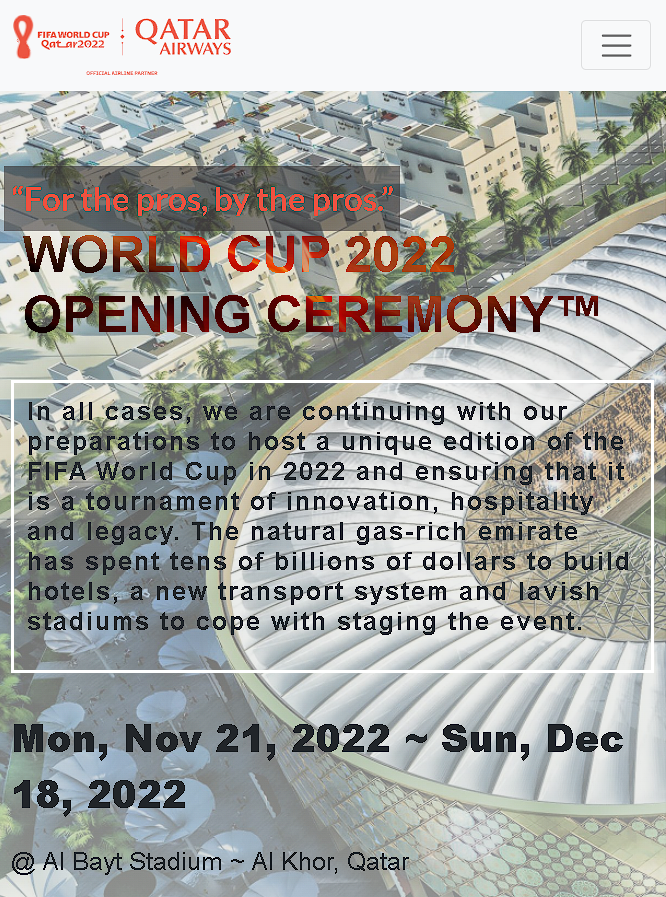 FIFA WORLD CUP
Qatar2022
QATAR
AIRWAYS
OFFICIAL AIRLINE PARTNER
“For the pros, by the pros.”
WORLD CUP 2022
OPENING CEREMONY™
In all cases, we are continuing with our
preparations to host a unique edition of the
FIFA World Cup in 2022 and ensuring that it
is a tournament of innovation, hospitality
and legacy. The natural gas-rich emirate
has spent tens of billions of dollars to build
hotels, a new transport system and lavish
stadiums to cope with staging the event.
Mon, Nov 21, 2022 ~ Sun, Dec
18, 2022
@ Al Bayt Stadium ~ Al Khor, Qatar